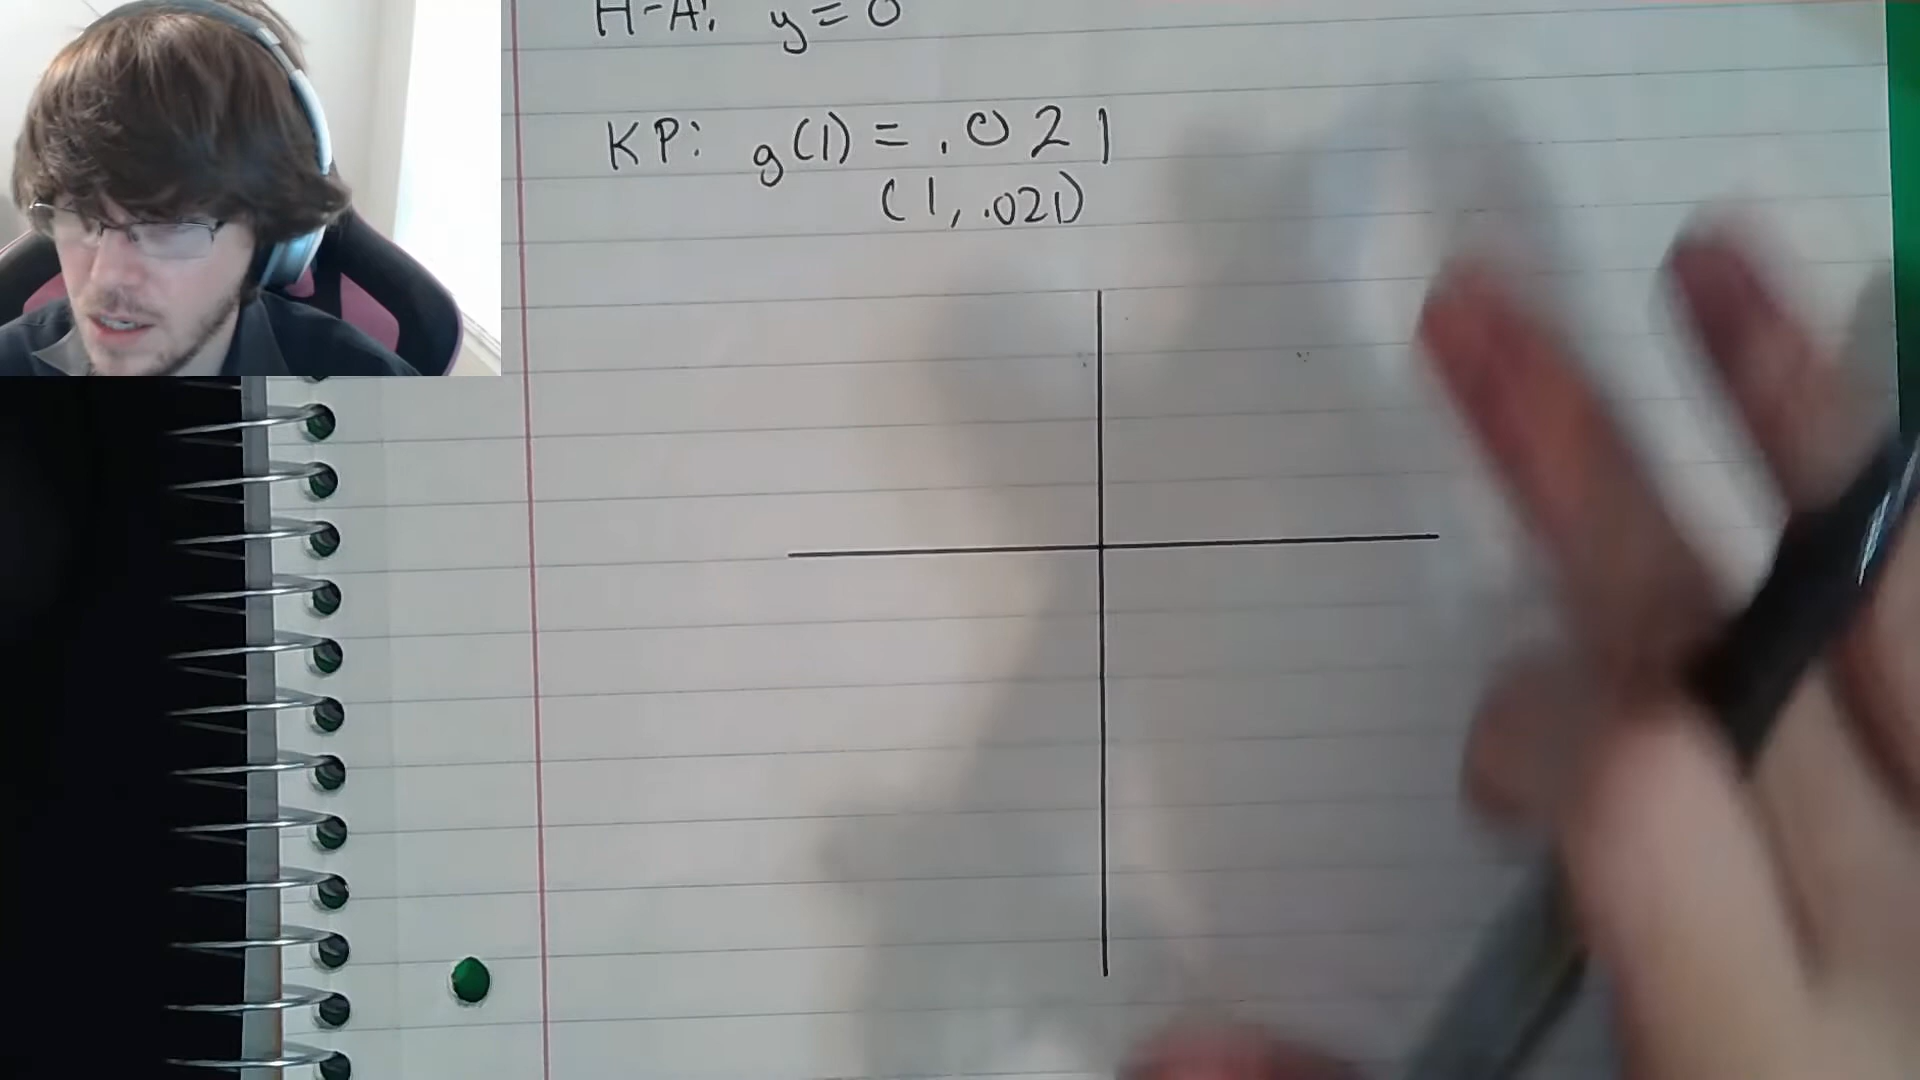 H-A: y = 0
KP: g(1) = .021
(1, .021)